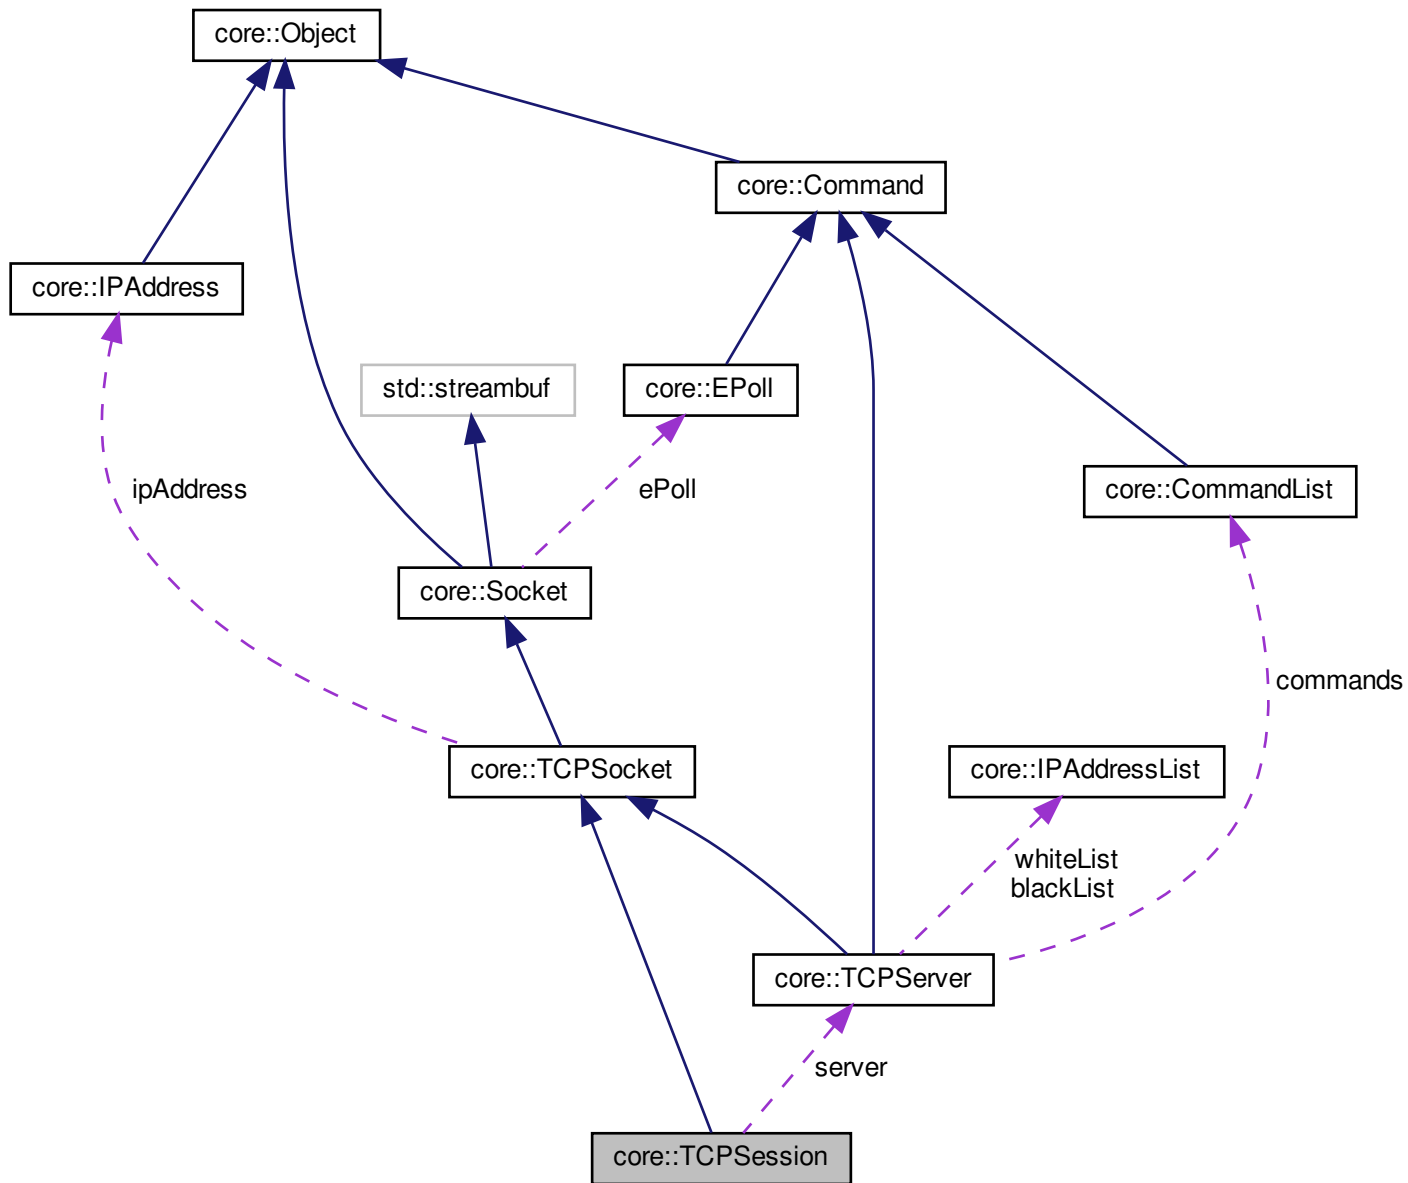 core::Object
core::Command
core::IPAddress
std::streambuf
core::EPoll
ipAddress
ePoll
core::CommandList
core::Socket
commands
core::TCPSocket
core::IPAddressList
whiteList
blackList
core::TCPServer
server
core::TCPSession